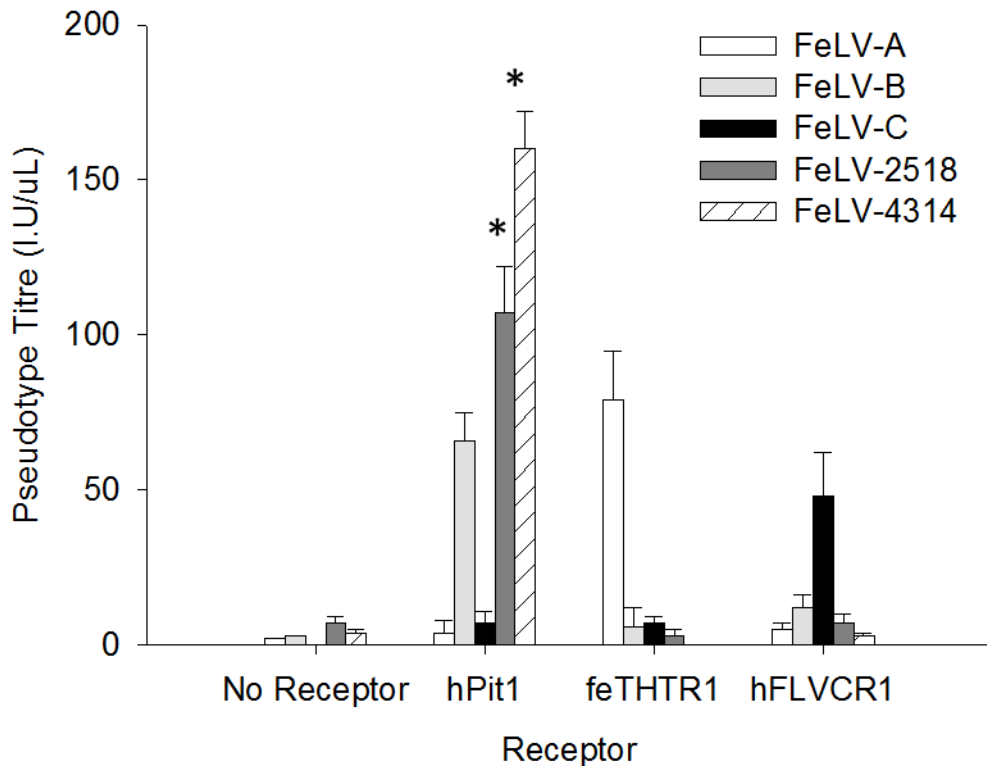 200
150
100
50
0
Pseudotype Titre (I.U/uL)
*
*
FeLV-A
FeLV-B
FeLV-C
FeLV-2518
FeLV-4314
No Receptor
hPit1
feTHTR1
hFLVCR1
Receptor